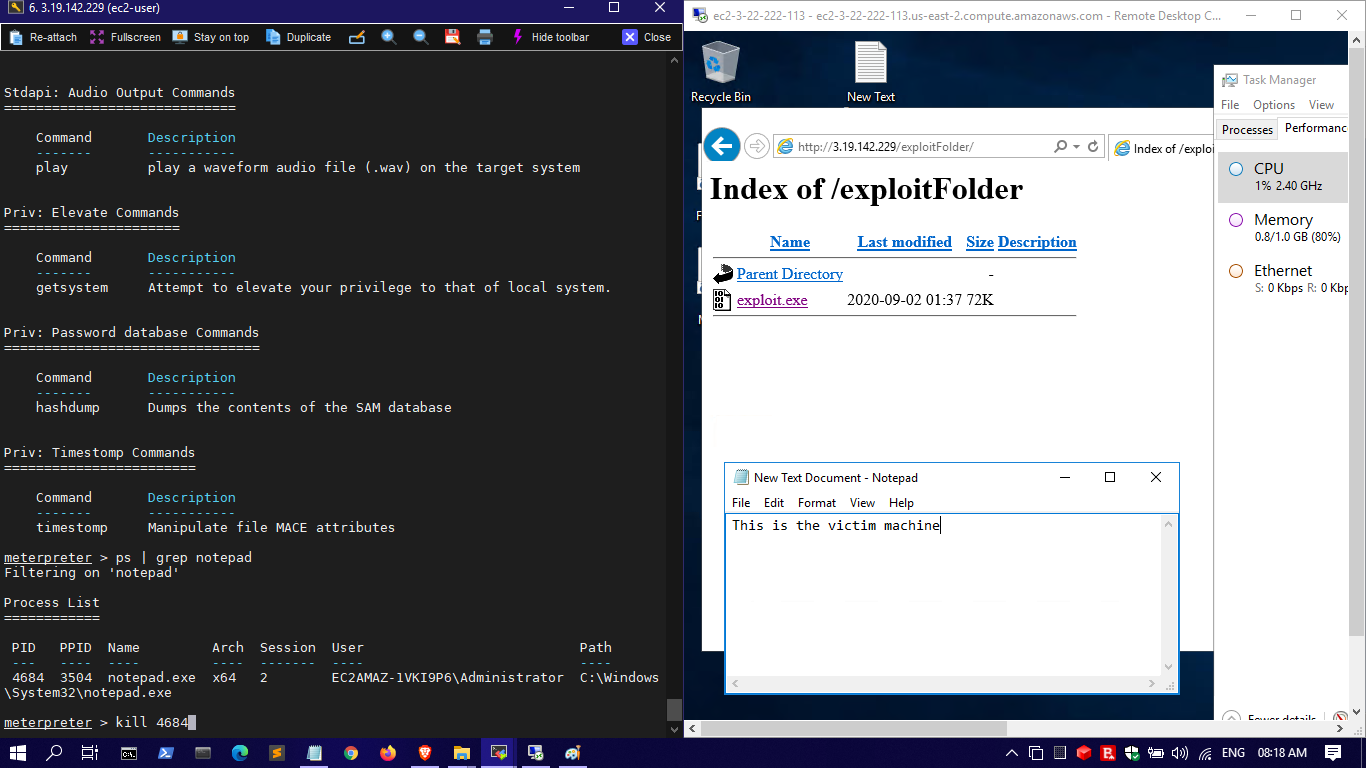 6. 3.19.142.229 (ec2-user)
Re-attach Fullscreen Stay on top Duplicate Hide toolbar Close
Stdapi: Audio Output Commands
=============================
Command Description
------- -----------
play play a waveform audio file (.wav) on the target system
Priv: Elevate Commands
======================
Command Description
------- -----------
getsystem Attempt to elevate your privilege to that of local system.
Priv: Password database Commands
================================
Command Description
------- -----------
hashdump Dumps the contents of the SAM database
Priv: Timestomp Commands
========================
Command Description
------- -----------
timestomp Manipulate file MACE attributes
meterpreter > ps | grep notepad
Filtering on 'notepad'
Process List
============
PID PPID Name Arch Session User Path
--- ---- ---- ---- ------- ---- ----
4684 3504 notepad.exe x64 2 EC2AMAZ-1VKI9P6\Administrator C:\Windows
\System32\notepad.exe
meterpreter > kill 4684
ec2-3-22-222-113 - ec2-3-22-222-113.us-east-2.compute.amazonaws.com - Remote Desktop C...
Recycle Bin
New Text
http://3.19.142.229/exploitFolder/
Index of /exploi
Index of /exploitFolder
Name Last modified Size Description
Parent Directory -
exploit.exe 2020-09-02 01:37 72K
New Text Document - Notepad
File Edit Format View Help
This is the victim machine
Task Manager
File Options View
Processes Performanc
CPU
1% 2.40 GHz
Memory
0.8/1.0 GB (80%)
Ethernet
S: 0 Kbps R: 0 Kbp
Fewer details
ENG 08:18 AM